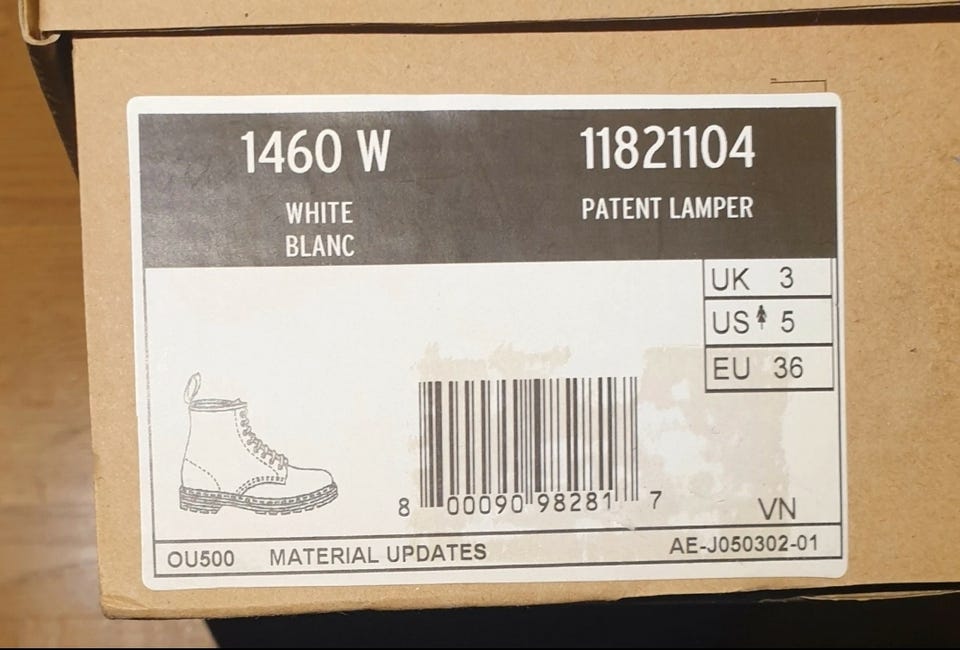 1460 W 11821104
WHITE PATENT LAMPER
BLANC
UK 3
US 5
EU 36
8 00090 98281 7
VN
OU500 MATERIAL UPDATES AE-J050302-01